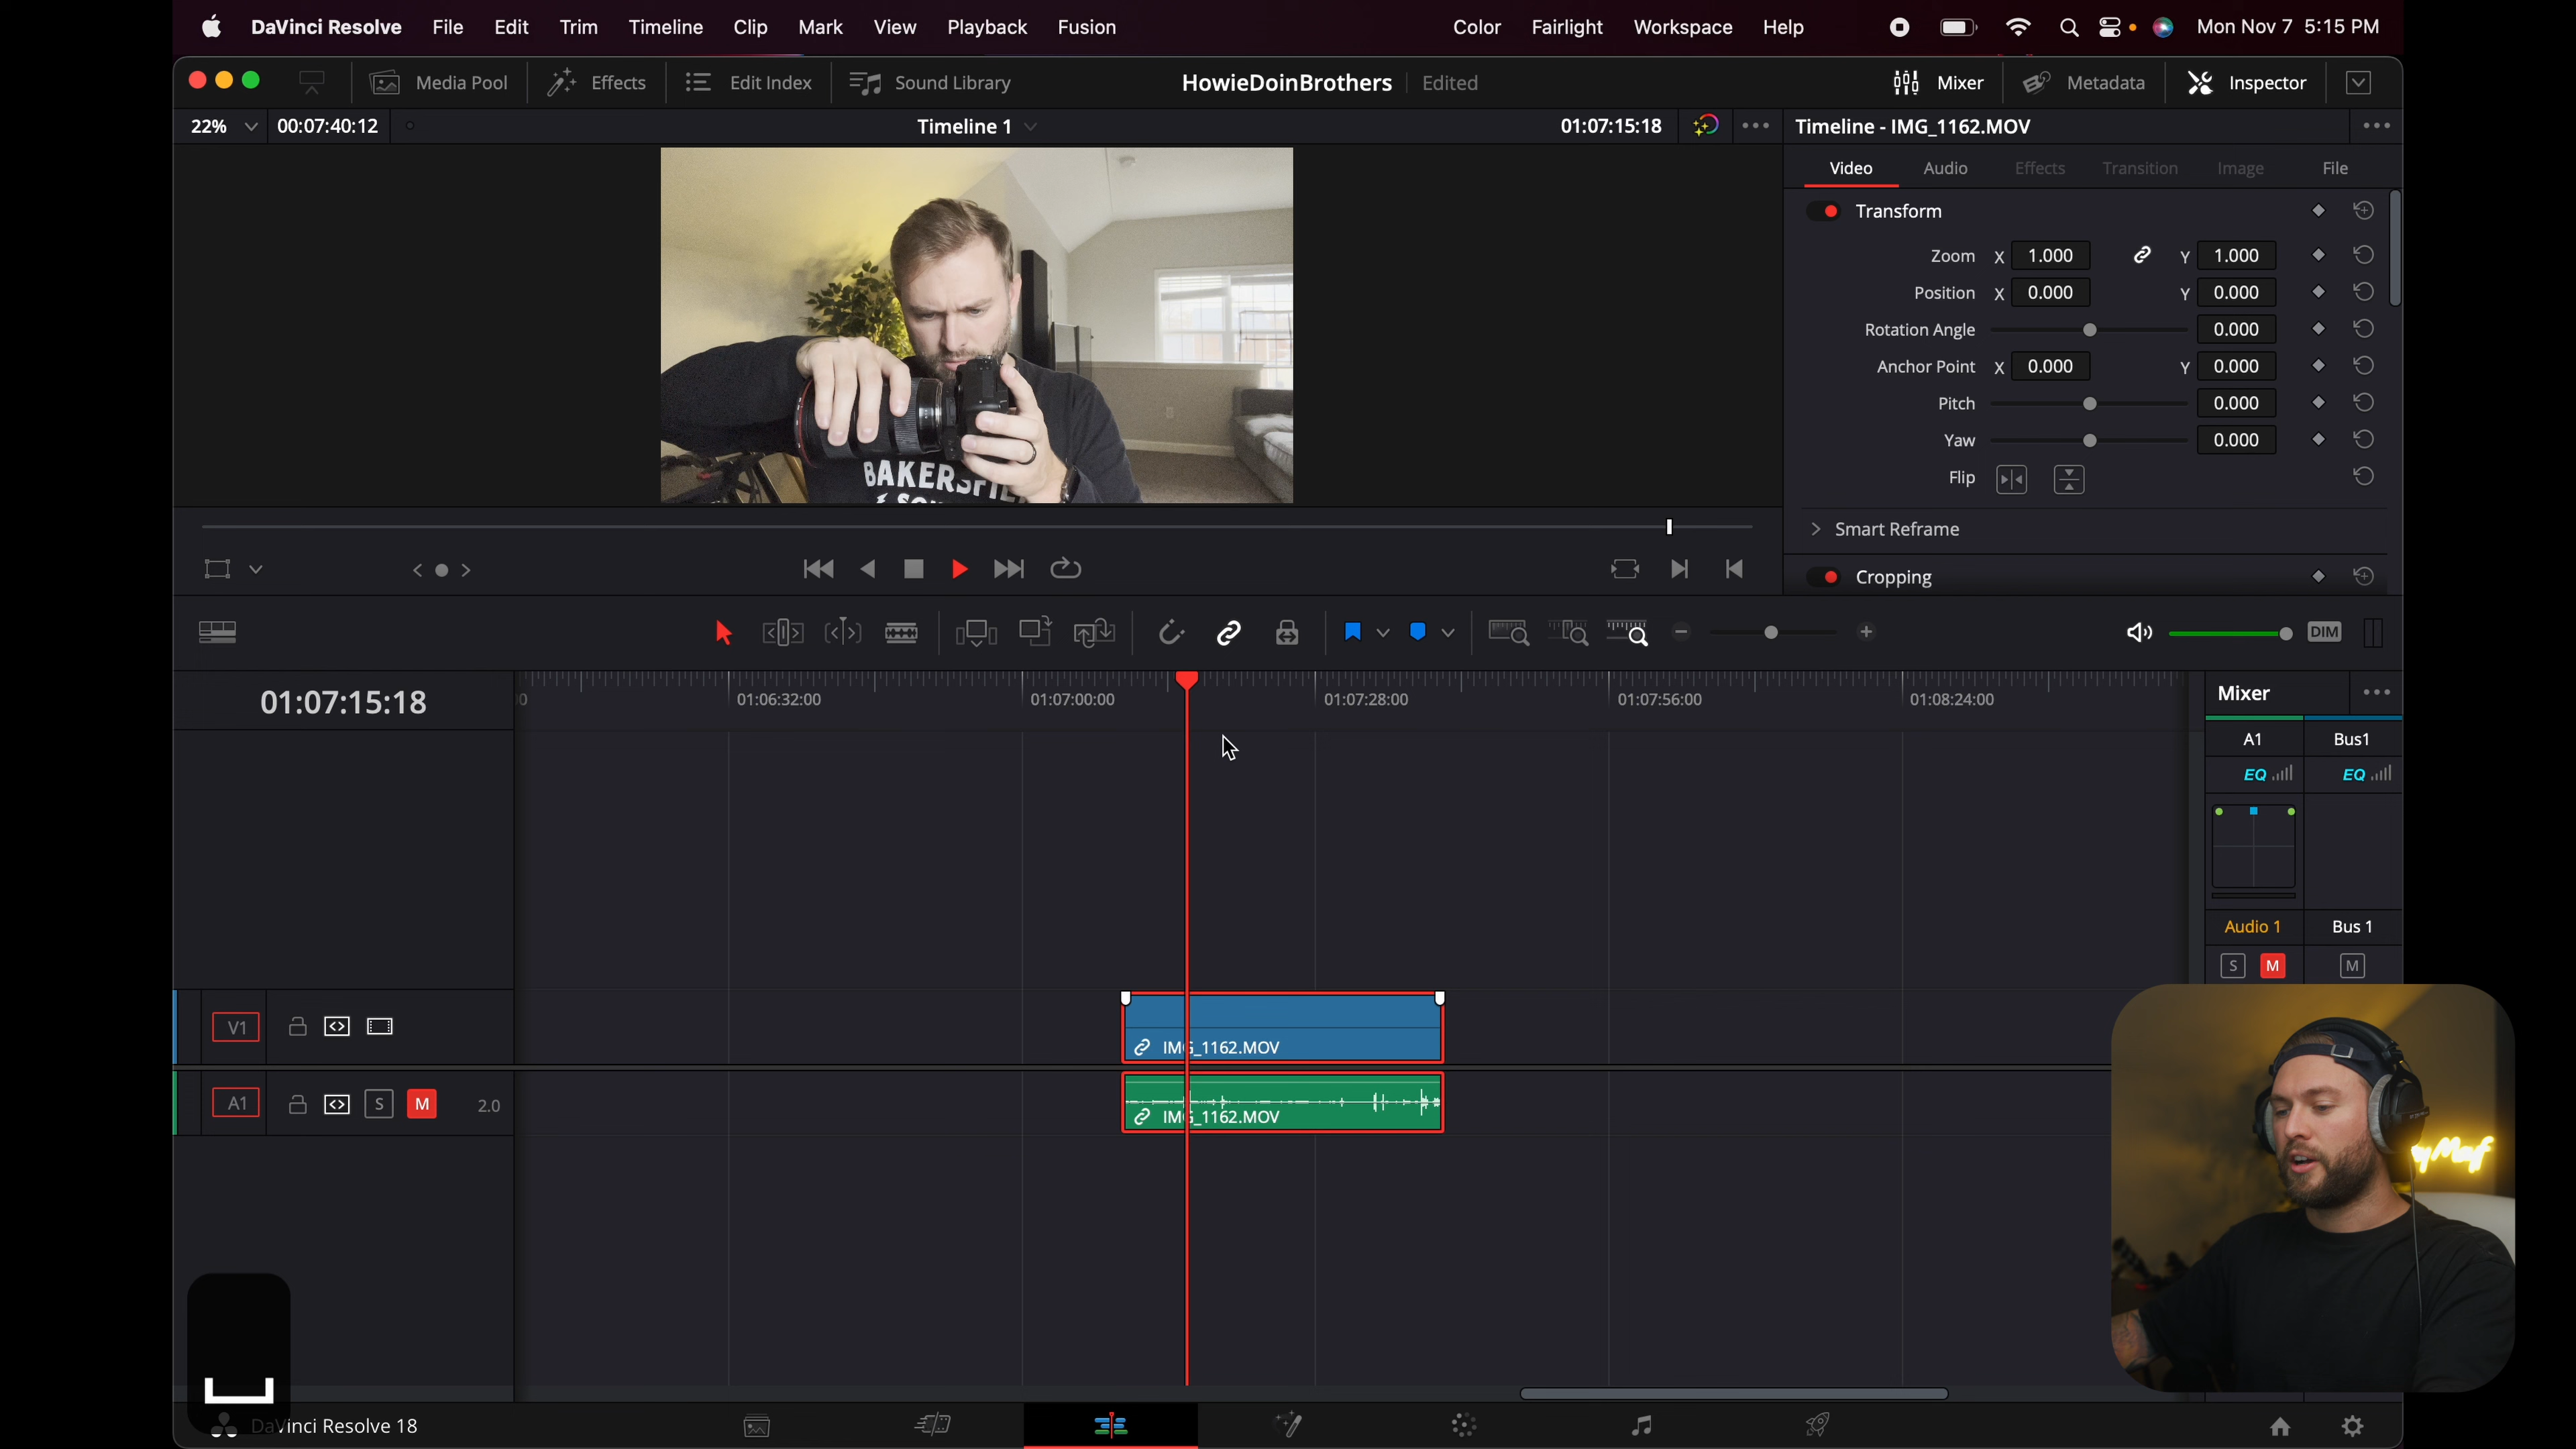 DaVinci Resolve File Edit Trim Timeline Clip Mark View Playback Fusion Color Fairlight Workspace Help Mon Nov 7 5:15 PM
Media Pool Effects Edit Index Sound Library HowieDoinBrothers Edited Mixer Metadata Inspector
22% 00:07:40:12 Timeline 1 01:07:15:18 Timeline - IMG_1162.MOV
Video Audio Effects Transition Image File
Transform
Zoom X 1.000 Y 1.000
Position X 0.000 Y 0.000
Rotation Angle 0.000
Anchor Point X 0.000 Y 0.000
Pitch 0.000
Yaw 0.000
Flip
Smart Reframe
Cropping
BAKERSFIE
DIM
01:07:15:18
01:06:32:00 01:07:00:00 01:07:28:00 01:07:56:00 01:08:24:00
Mixer
A1 Bus1
EQ EQ
Audio 1 Bus 1
S M M
V1
IMG_1162.MOV
A1 S M 2.0
IMG_1162.MOV
DaVinci Resolve 18